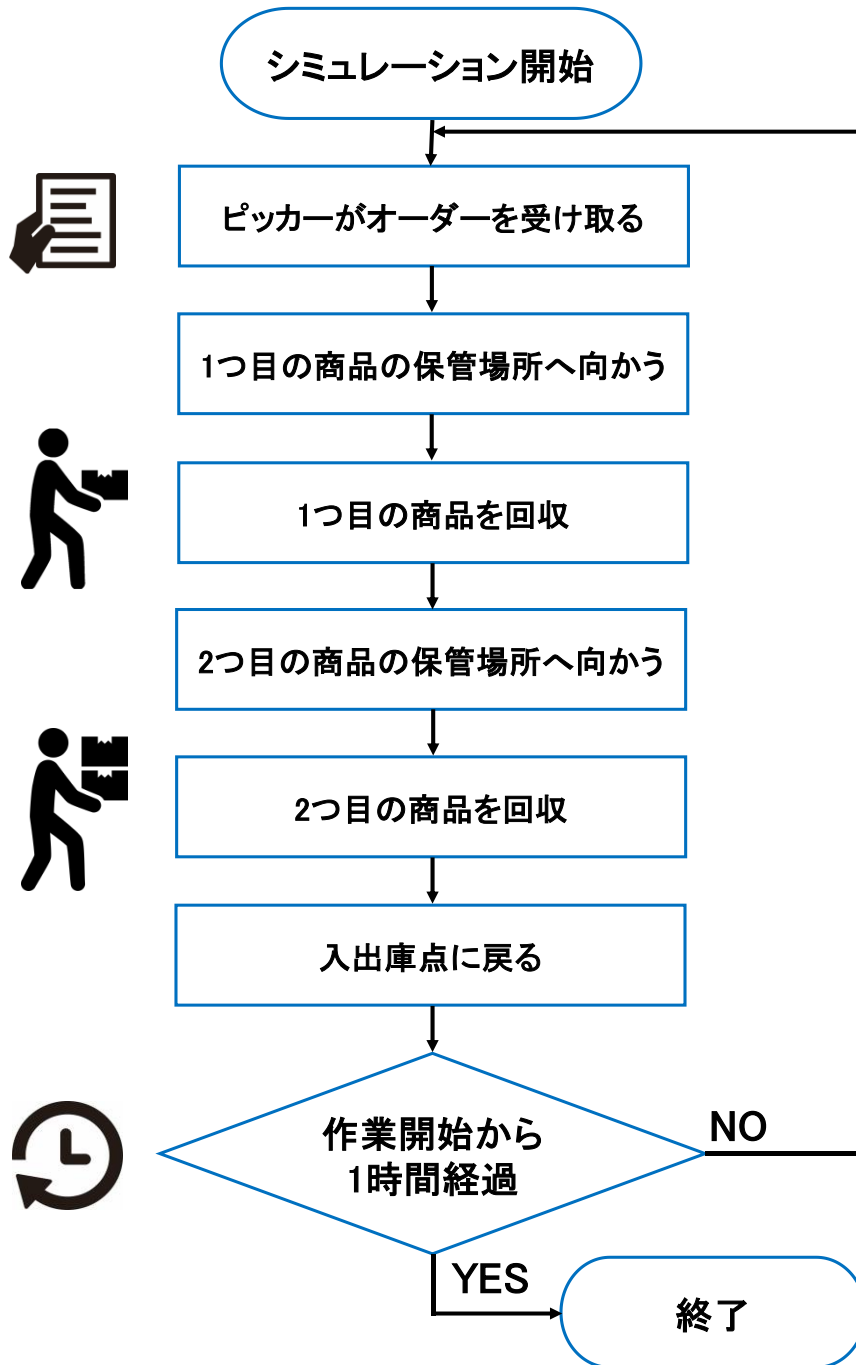 シミュレーション開始
ピッカーがオーダーを受け取る
1つ目の商品の保管場所へ向かう
1つ目の商品を回収
2つ目の商品の保管場所へ向かう
2つ目の商品を回収
入出庫点に戻る
作業開始から
1時間経過
NO
YES
終了